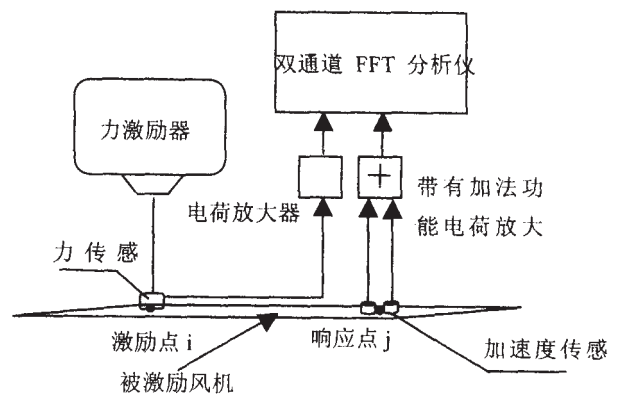 双通道 FFT 分析仪
力激励器
带有加法功
电荷放大器
能电荷放大
力传感
激励点i
响应点j
加速度传感
被激励风机